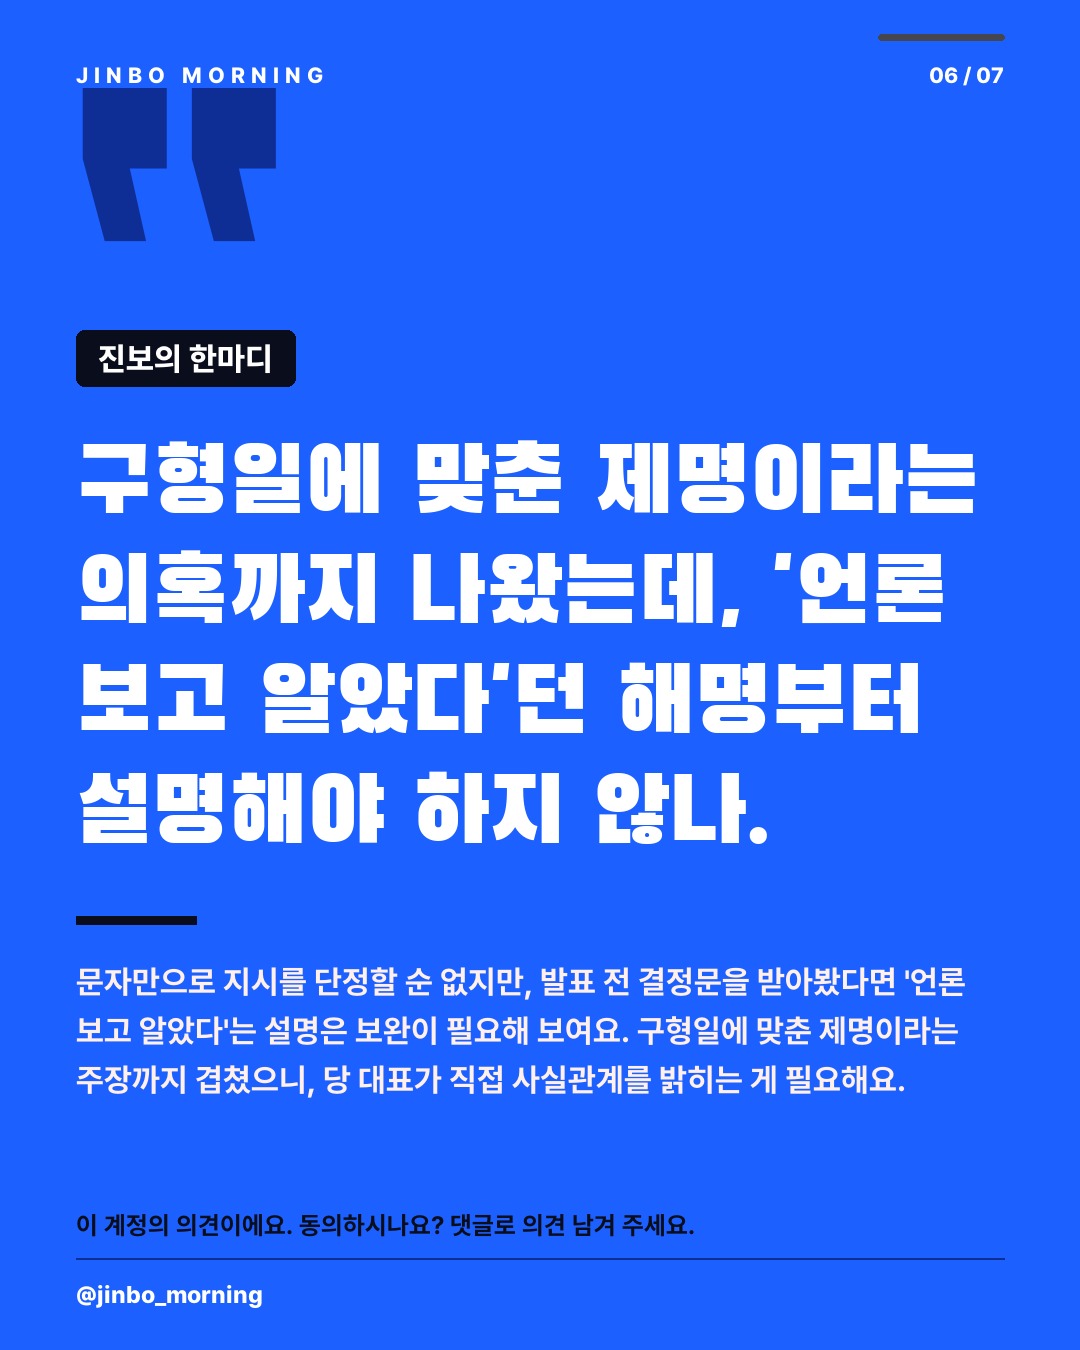 JINBO MORNING
06 / 07
진보의 한마디
구형일에 맞춘 제명이라는
의혹까지 나왔는데, '언론
보고 알았다'던 해명부터
설명해야 하지 않나.
문자만으로 지시를 단정할 순 없지만, 발표 전 결정문을 받아봤다면 '언론
보고 알았다'는 설명은 보완이 필요해 보여요. 구형일에 맞춘 제명이라는
주장까지 겹쳤으니, 당 대표가 직접 사실관계를 밝히는 게 필요해요.
이 계정의 의견이에요. 동의하시나요? 댓글로 의견 남겨 주세요.
@jinbo_morning